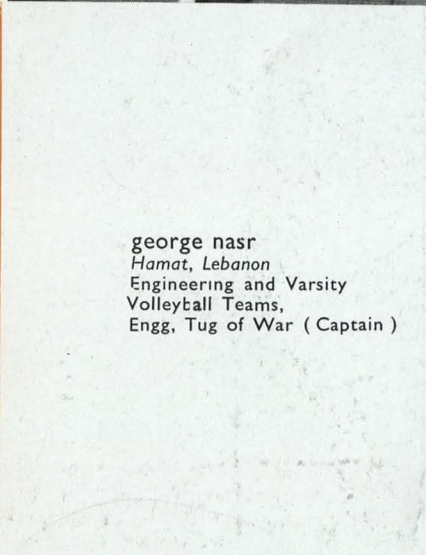 george nasr
Hamat, Lebanon
Engineering and Varsity
Volleyball Teams,
Engg, Tug of War ( Captain )